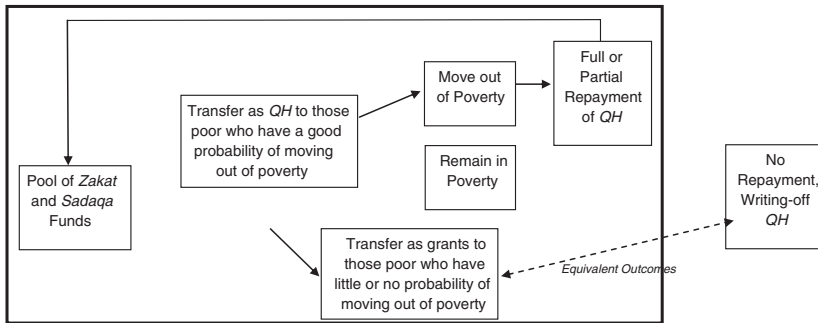 Full or
Partial
Repayment
of QH
Move out
of Poverty
Transfer as QH to those
poor who have a good
probability of moving
out of poverty
Remain in
Poverty
Pool of Zakat
and Sadaqa
Funds
No
Repayment,
Writing-off
QH
Transfer as grants to
those poor who have
little or no probability of
moving out of poverty
Equivalent Outcomes